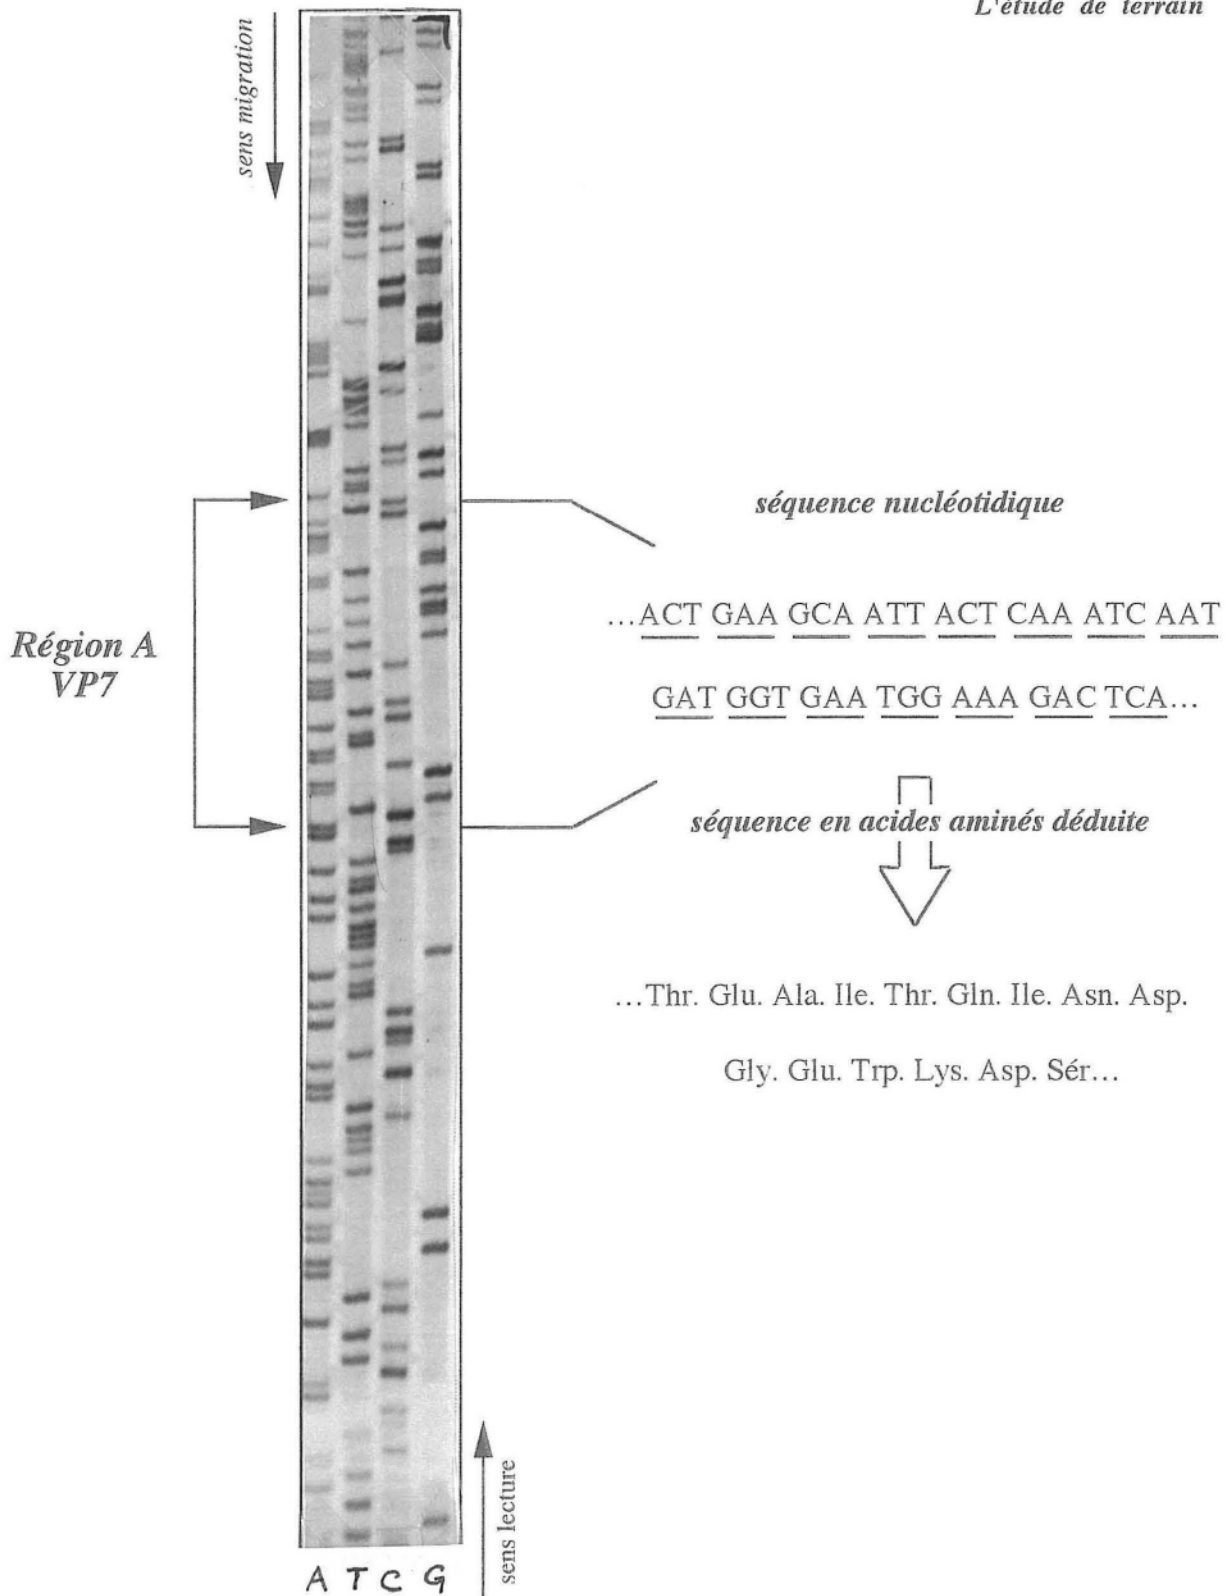 L'étude de terrain
sens migration
séquence nucléotidique
...ACT GAA GCA ATT ACT CAA ATC AAT
Région A
VP7
GAT GGT GAA TGG AAA GAC TCA...
séquence en acides aminés déduite
...Thr. Glu. Ala. Ile. Thr. Gln. Ile. Asn. Asp.
Gly. Glu. Trp. Lys. Asp. Sér...
sens lecture
A T C G